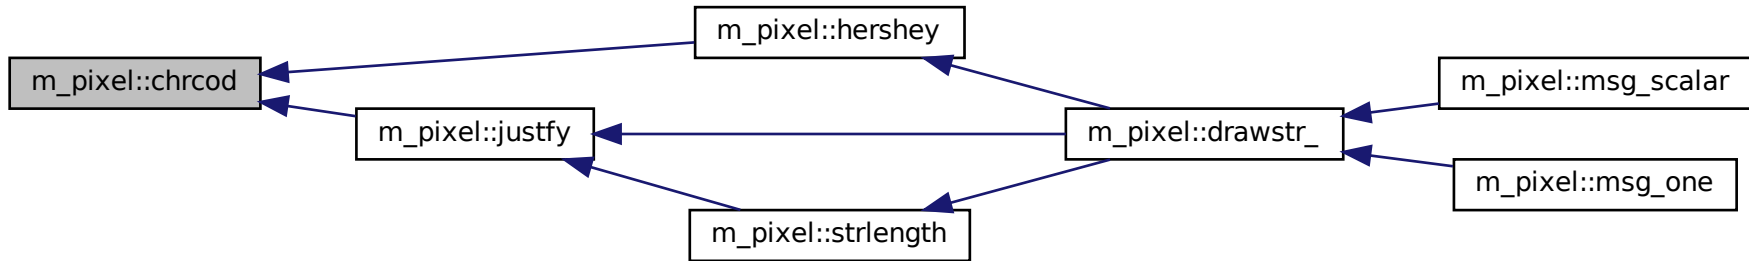 m_pixel::chrcod
m_pixel::hershey
m_pixel::justfy
m_pixel::strlength
m_pixel::drawstr_
m_pixel::msg_scalar
m_pixel::msg_one